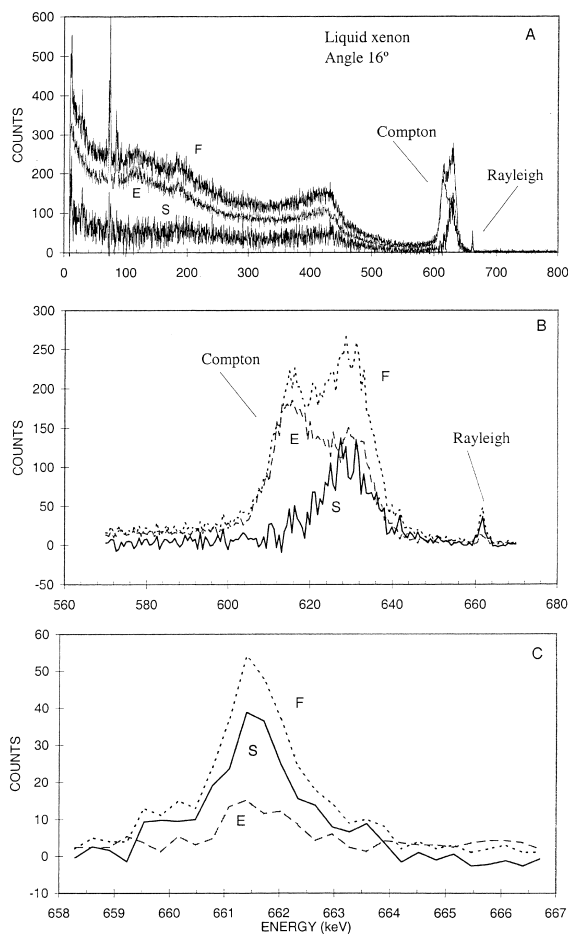 600
500
400
300
200
100
0
COUNTS
Liquid xenon
Angle 16º
A
Compton
Rayleigh
F
E
S
0 100 200 300 400 500 600 700 800
300
250
200
150
100
50
0
-50
COUNTS
B
Compton
F
E
S
Rayleigh
560 580 600 620 640 660 680
60
50
40
30
20
10
0
-10
COUNTS
C
F
S
E
658 659 660 661 662 663 664 665 666 667
ENERGY (keV)